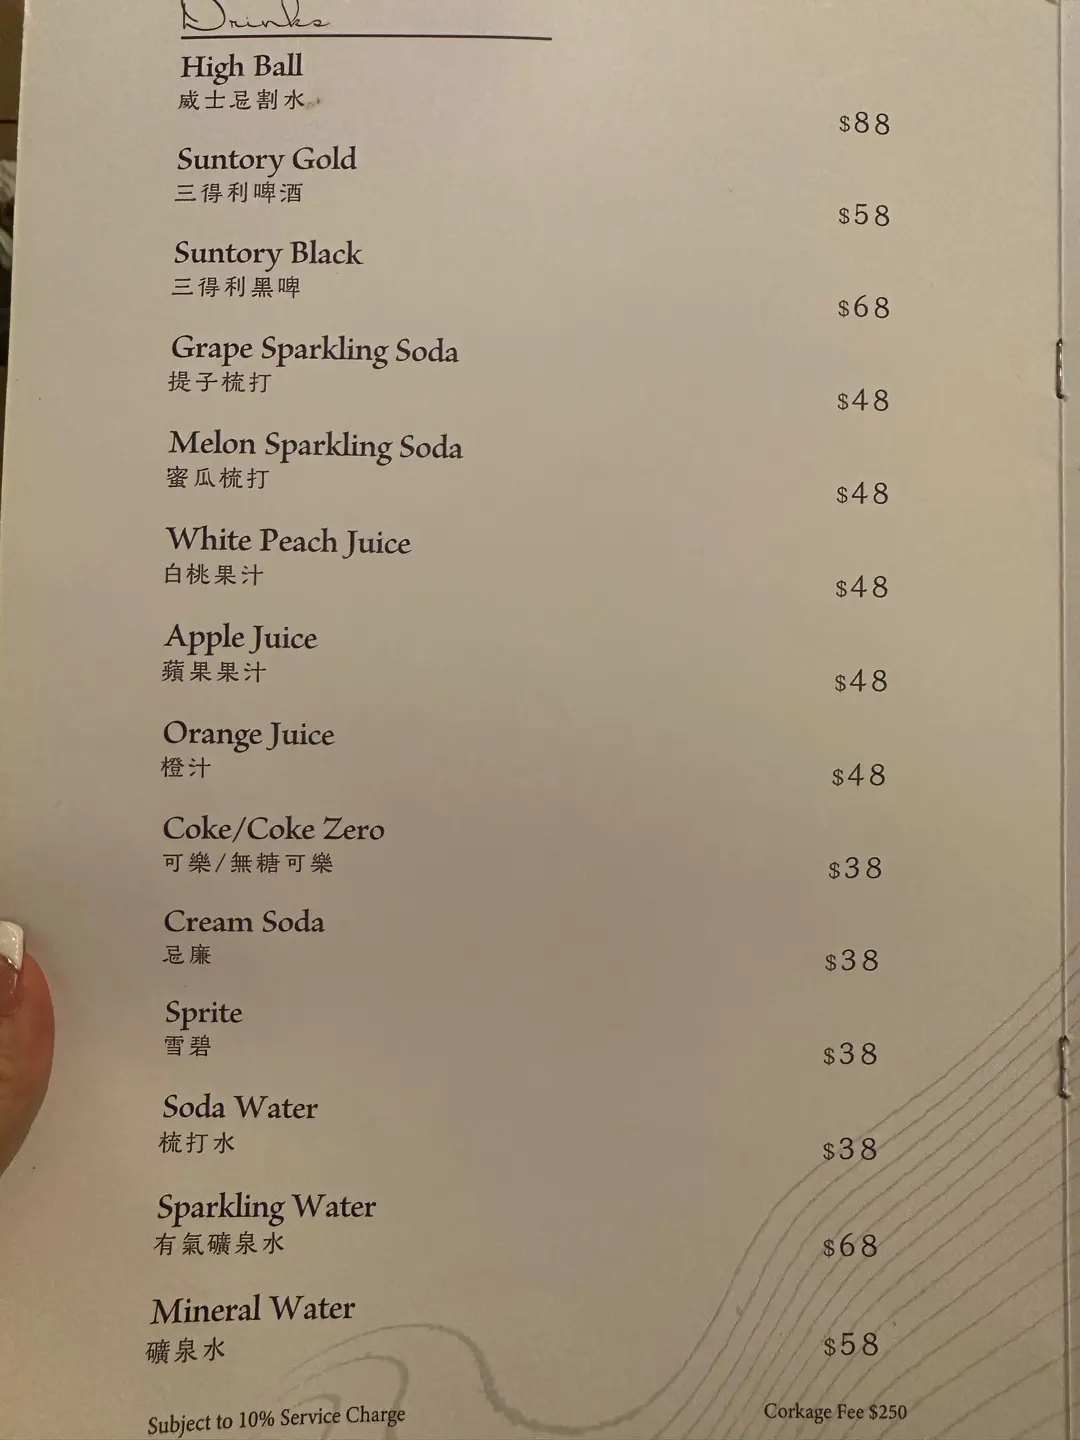 Drinks
High Ball
威士忌割水
$88
Suntory Gold
三得利啤酒
$58
Suntory Black
三得利黑啤
$68
Grape Sparkling Soda
提子梳打
$48
Melon Sparkling Soda
蜜瓜梳打
$48
White Peach Juice
白桃果汁
$48
Apple Juice
蘋果果汁
$48
Orange Juice
橙汁
$48
Coke/Coke Zero
可樂/無糖可樂
$38
Cream Soda
忌廉
$38
Sprite
雪碧
$38
Soda Water
梳打水
$38
Sparkling Water
有氣礦泉水
$68
Mineral Water
礦泉水
$58
Subject to 10% Service Charge
Corkage Fee $250